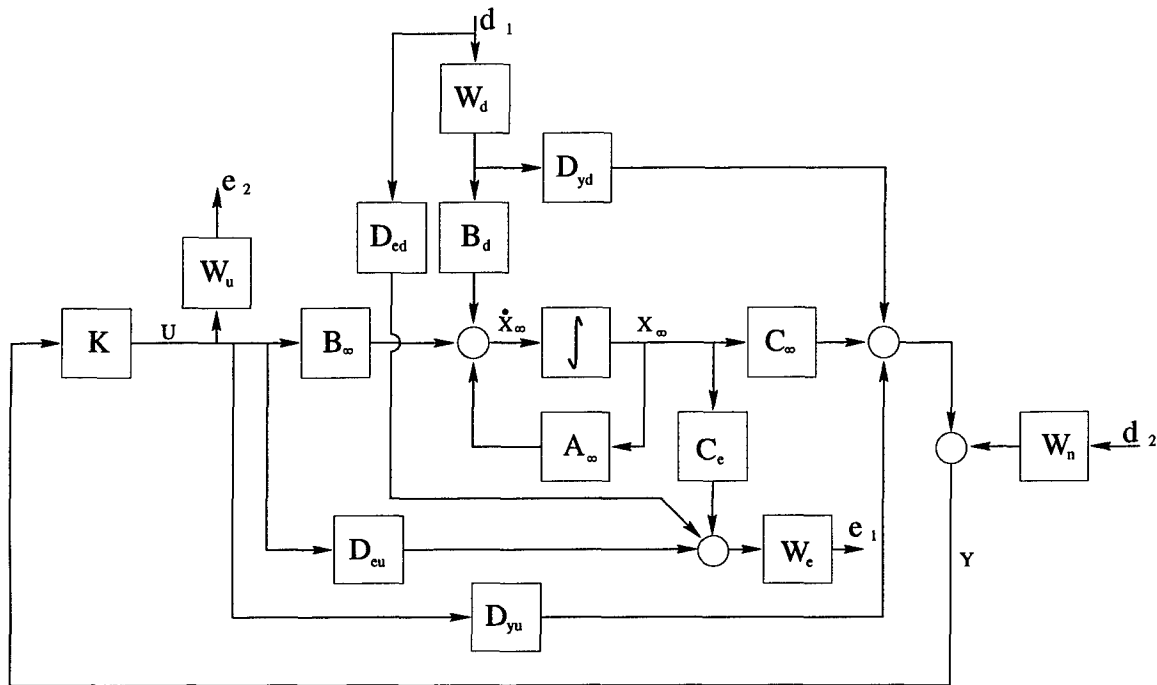 d 1
W d
D yd
e 2
D ed
B d
W u
K
U
B ∞
Ẋ ∞
∫
X ∞
C ∞
A ∞
C e
W n
d 2
D eu
W e
e 1
Y
D yu